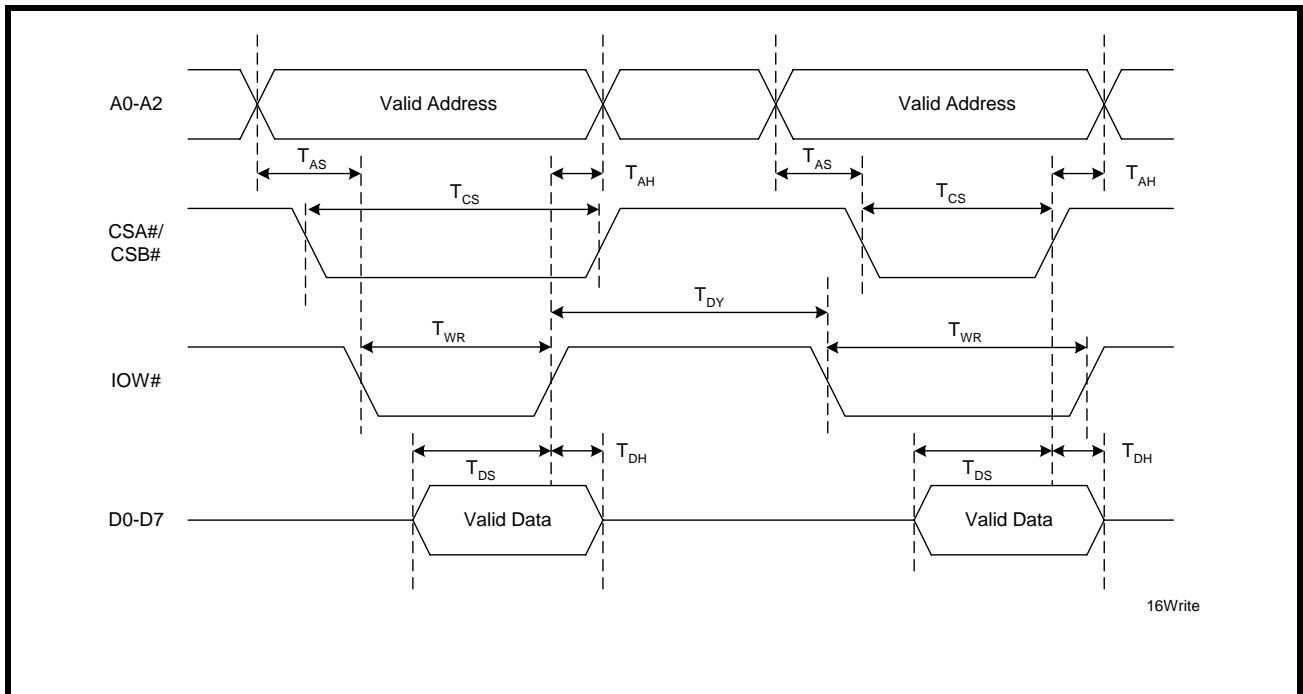 A0-A2
Valid Address
Valid Address
TAS
TAH
TAS
TAH
TCS
TCS
CSA#/
CSB#
TDY
TWR
TWR
IOW#
TDS
TDH
TDS
TDH
D0-D7
Valid Data
Valid Data
16Write